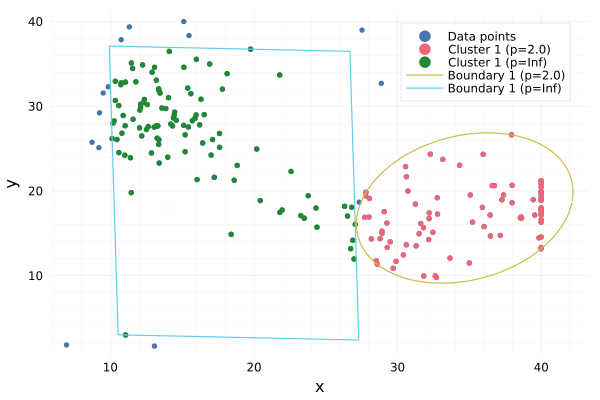 40
30
20
10
y
10
20
30
40
x
Data points
Cluster 1 (p=2.0)
Cluster 1 (p=Inf)
Boundary 1 (p=2.0)
Boundary 1 (p=Inf)